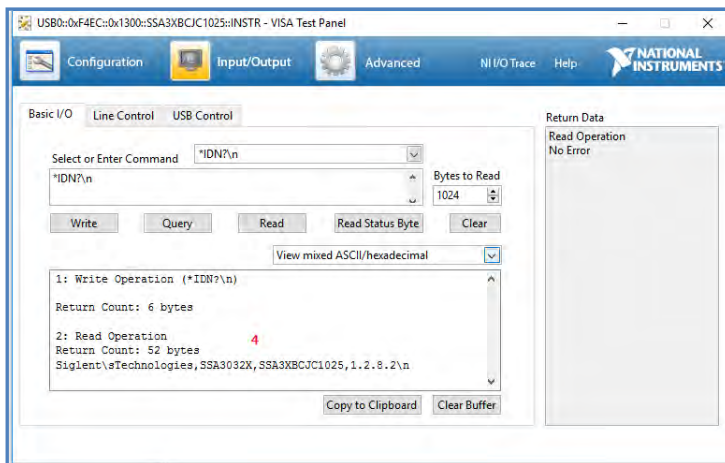 USB0::0xF4EC::0x1300::SSA3XBCJC1025::INSTR - VISA Test Panel
Configuration Input/Output Advanced NI I/O Trace Help NATIONAL INSTRUMENTS
Basic I/O Line Control USB Control
Return Data
Read Operation
No Error
Select or Enter Command *IDN?\n
*IDN?\n
Bytes to Read
1024
Write Query Read Read Status Byte Clear
View mixed ASCII/hexadecimal
1: Write Operation (*IDN?\n)
Return Count: 6 bytes
2: Read Operation
4
Return Count: 52 bytes
Siglent\sTechnologies,SSA3032X,SSA3XBCJC1025,1.2.8.2\n
Copy to Clipboard Clear Buffer